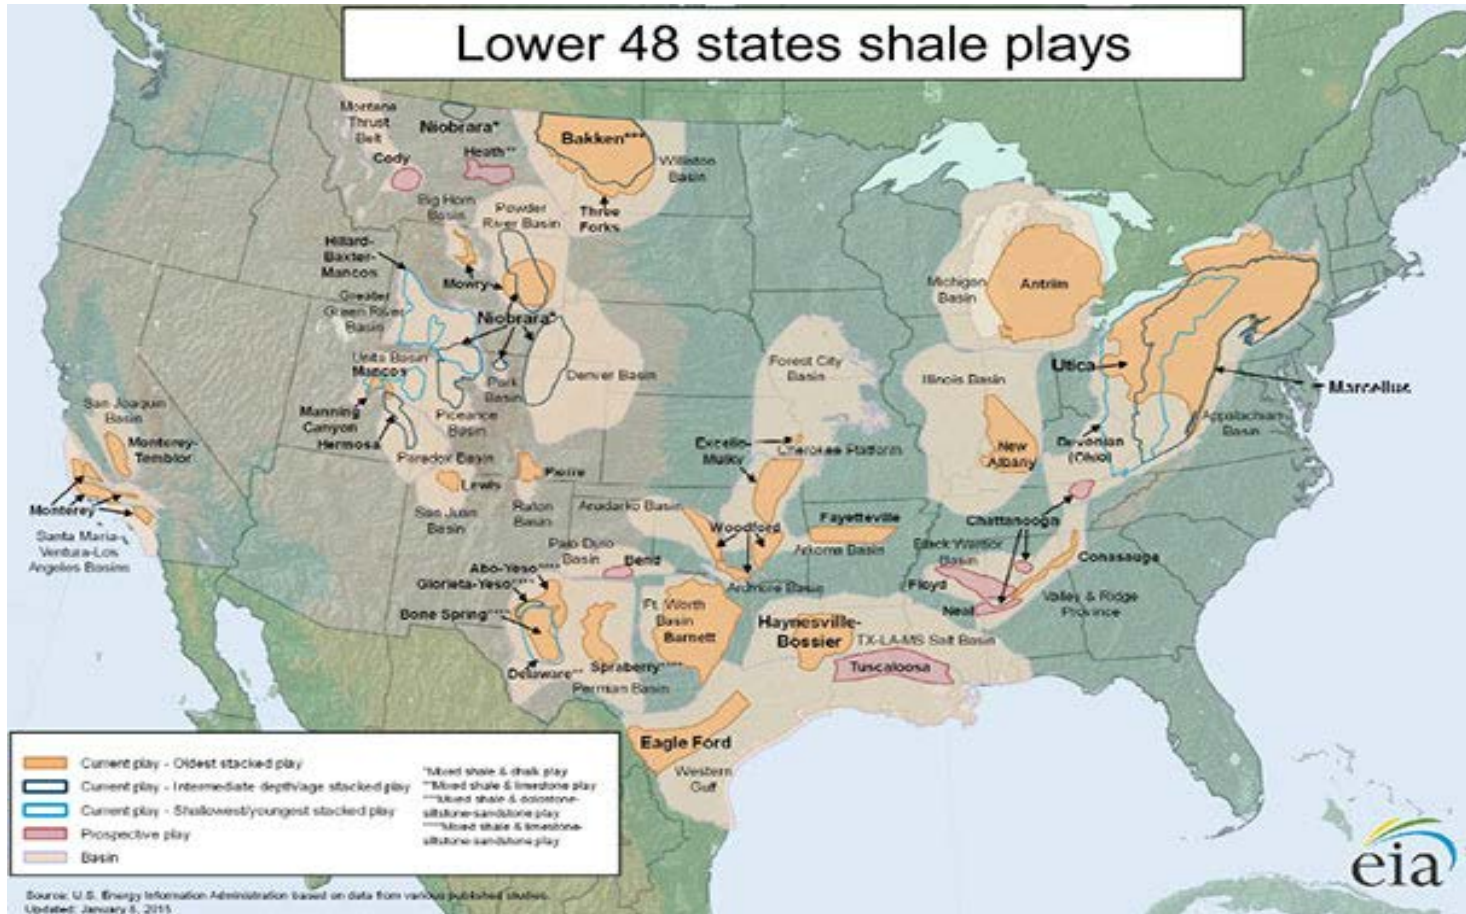 Lower 48 states shale plays
Montana
Thrust
Belt
Cody
Niobrara*
Heath**
Bakken***
Williston
Basin
Big Horn
Basin
Powder
River Basin
Three
Forks
Hillard-
Baxter-
Mancos
Mowry
Greater
Green River
Basin
Niobrara*
Michigan
Basin
Antrim
Uinta Basin
Mancos
Park
Basin
Denver Basin
Forest City
Basin
Illinois Basin
Utica
Marcellus
Manning
Canyon
Hermosa
Piceance
Basin
Appalachian
Basin
San Joaquin
Basin
Monterey-
Temblor
Paradox Basin
Excello-
Mulky
Cherokee Platform
New
Albany
Devonian
(Ohio)
Lewis
Pierre
San Juan
Basin
Raton
Basin
Monterey
Santa Maria-
Ventura-Los
Angeles Basins
Anadarko Basin
Palo Duro
Basin
Bend
Woodford
Fayetteville
Arkoma Basin
Chattanooga
Black Warrior
Basin
Conasauga
Abo-Yeso****
Glorieta-Yeso****
Bone Spring****
Ardmore Basin
Floyd
Neal
Valley & Ridge
Province
Ft. Worth
Basin
Barnett
Haynesville-
Bossier
TX-LA-MS Salt Basin
Tuscaloosa
Delaware**
Spraberry****
Permian Basin
Eagle Ford
Western
Gulf
Current play - Oldest stacked play
Current play - Intermediate depth/age stacked play
Current play - Shallowest/youngest stacked play
Prospective play
Basin
*Mixed shale & chalk play
**Mixed shale & limestone play
***Mixed shale & dolostone-
siltstone-sandstone play
****Mixed shale & limestone-
siltstone-sandstone play
eia
Source: U.S. Energy Information Administration based on data from various published studies.
Updated: January 5, 2015